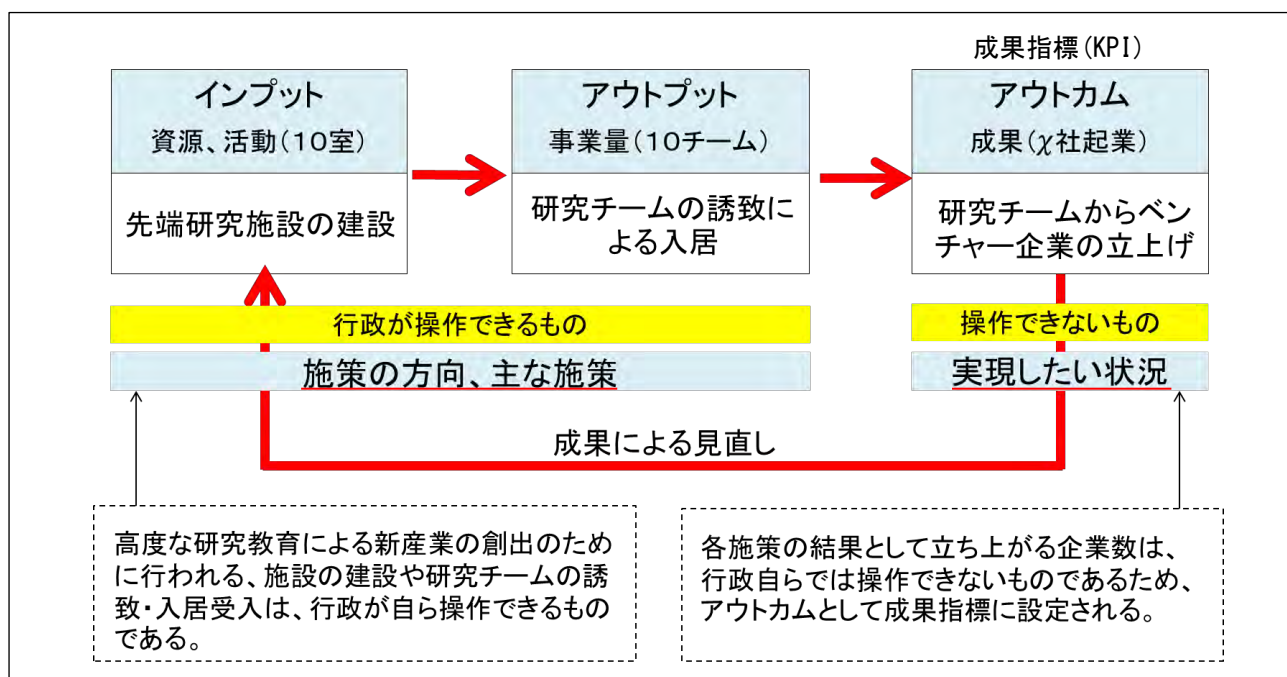 成果指標(KPI)
インプット
資源、活動(10室)
先端研究施設の建設
アウトプット
事業量(10チーム)
研究チームの誘致に
よる入居
アウトカム
成果(χ社起業)
研究チームからベン
チャー企業の立上げ
行政が操作できるもの
操作できないもの
施策の方向、主な施策
実現したい状況
成果による見直し
高度な研究教育による新産業の創出のため
に行われる、施設の建設や研究チームの誘
致・入居受入は、行政が自ら操作できるもの
である。
各施策の結果として立ち上がる企業数は、
行政自らでは操作できないものであるため、
アウトカムとして成果指標に設定される。